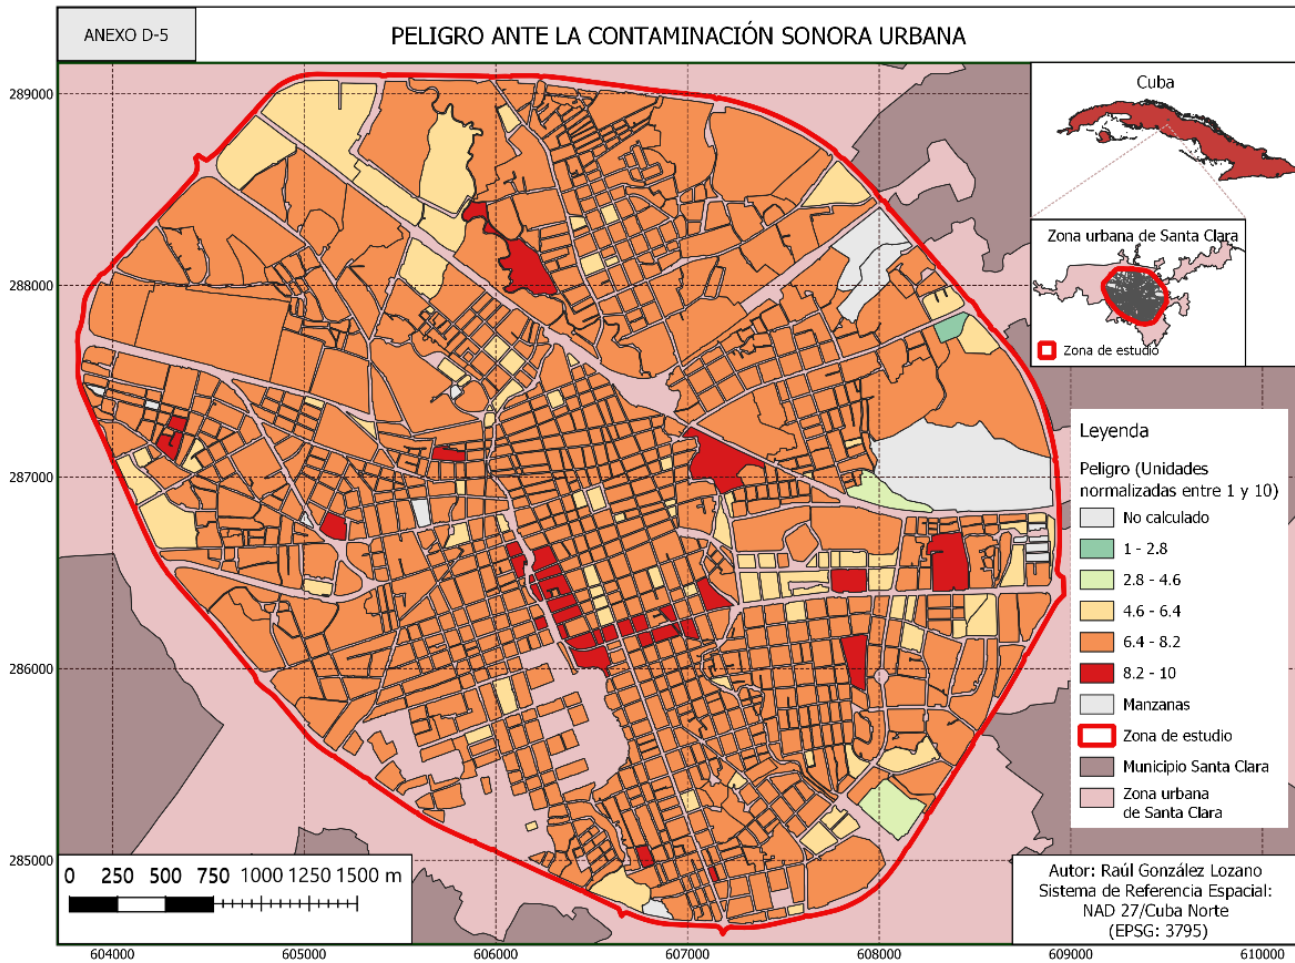 ANEXO D-5
PELIGRO ANTE LA CONTAMINACIÓN SONORA URBANA
289000
288000
287000
286000
285000
Cuba
Zona urbana de Santa Clara
Zona de estudio
Leyenda
Peligro (Unidades
normalizadas entre 1 y 10)
No calculado
1 - 2.8
2.8 - 4.6
4.6 - 6.4
6.4 - 8.2
8.2 - 10
Manzanas
Zona de estudio
Municipio Santa Clara
Zona urbana
de Santa Clara
0 250 500 750 1000 1250 1500 m
Autor: Raúl González Lozano
Sistema de Referencia Espacial:
NAD 27/Cuba Norte
(EPSG: 3795)
604000 605000 606000 607000 608000 609000 610000